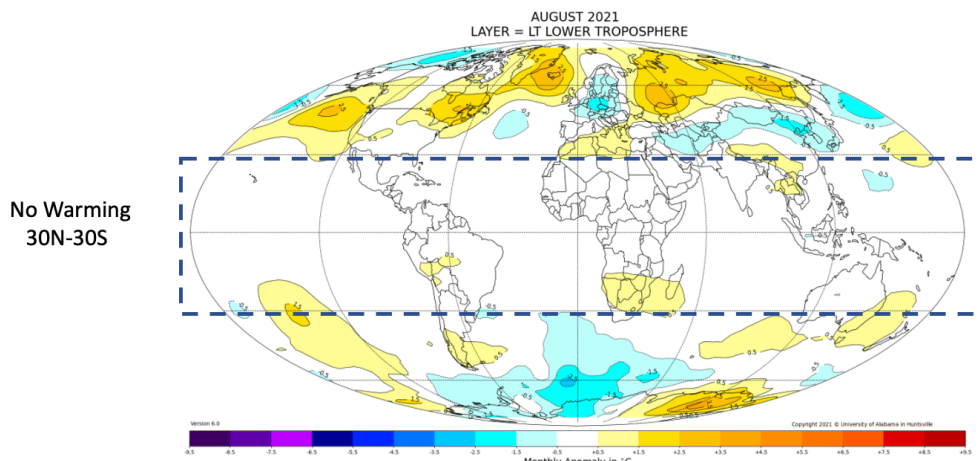 AUGUST 2021
LAYER = LT LOWER TROPOSPHERE
No Warming
30N-30S
Version 6.0
Copyright 2021 © University of Alabama in Huntsville
-9.5 -8.5 -7.5 -6.5 -5.5 -4.5 -3.5 -2.5 -1.5 -0.5 +0.5 +1.5 +2.5 +3.5 +4.5 +5.5 +6.5 +7.5 +8.5 +9.5
Monthly Anomaly in °C